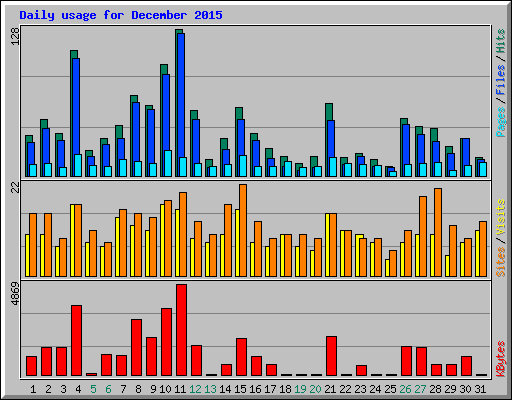 Daily usage for December 2015
128
Pages / Files / Hits
22
Sites / Visits
4869
KBytes
1 2 3 4 5 6 7 8 9 10 11 12 13 14 15 16 17 18 19 20 21 22 23 24 25 26 27 28 29 30 31